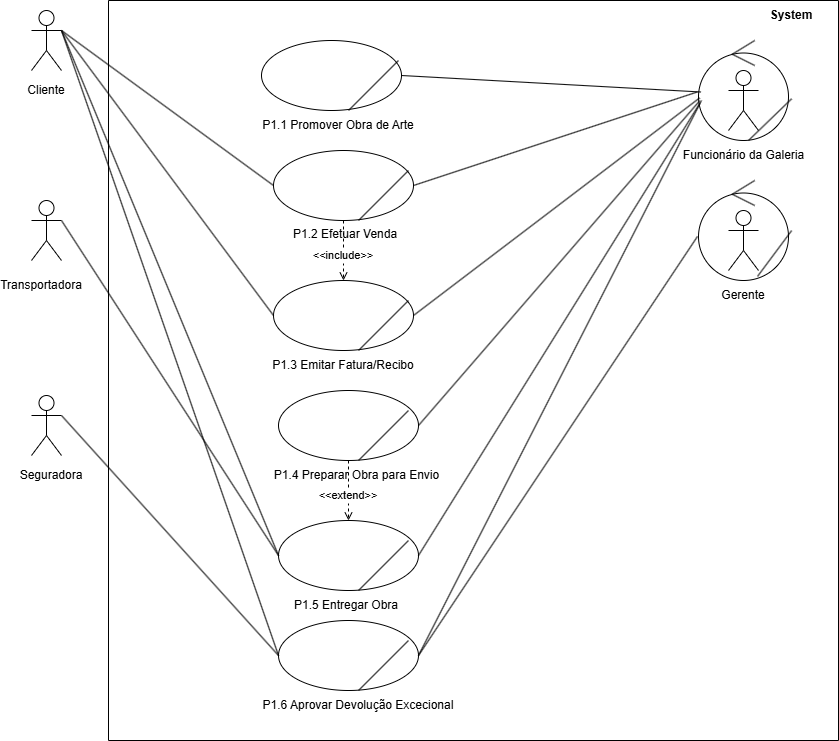 System
Cliente
P1.1 Promover Obra de Arte
Funcionário da Galeria
P1.2 Efetuar Venda
<<include>>
Transportadora
Gerente
P1.3 Emitar Fatura/Recibo
Seguradora
P1.4 Preparar Obra para Envio
<<extend>>
P1.5 Entregar Obra
P1.6 Aprovar Devolução Excecional